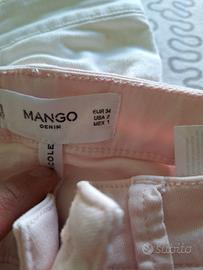 MANGO
DENIM
EUR 34
USA 2
MEX 1
COLE
subito